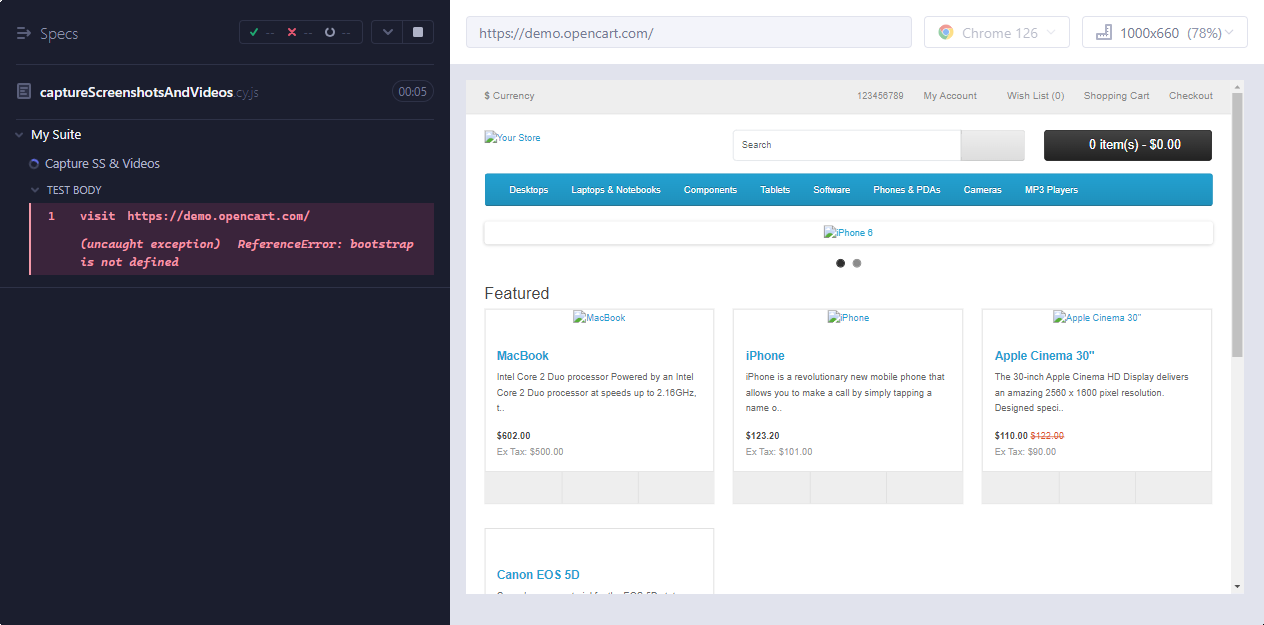 Specs
-- -- --
captureScreenshotsAndVideos.cy.js 00:05
My Suite
Capture SS & Videos
TEST BODY
1 visit https://demo.opencart.com/
(uncaught exception) ReferenceError: bootstrap
is not defined
https://demo.opencart.com/
Chrome 126
1000x660 (78%)
$ Currency
123456789 My Account Wish List (0) Shopping Cart Checkout
Your Store
Search
0 item(s) - $0.00
Desktops Laptops & Notebooks Components Tablets Software Phones & PDAs Cameras MP3 Players
iPhone 6
Featured
MacBook
MacBook
Intel Core 2 Duo processor Powered by an Intel
Core 2 Duo processor at speeds up to 2.16GHz,
t..
$602.00
Ex Tax: $500.00
iPhone
iPhone
iPhone is a revolutionary new mobile phone that
allows you to make a call by simply tapping a
name o..
$123.20
Ex Tax: $101.00
Apple Cinema 30"
Apple Cinema 30"
The 30-inch Apple Cinema HD Display delivers
an amazing 2560 x 1600 pixel resolution.
Designed speci..
$110.00 $122.00
Ex Tax: $90.00
Canon EOS 5D